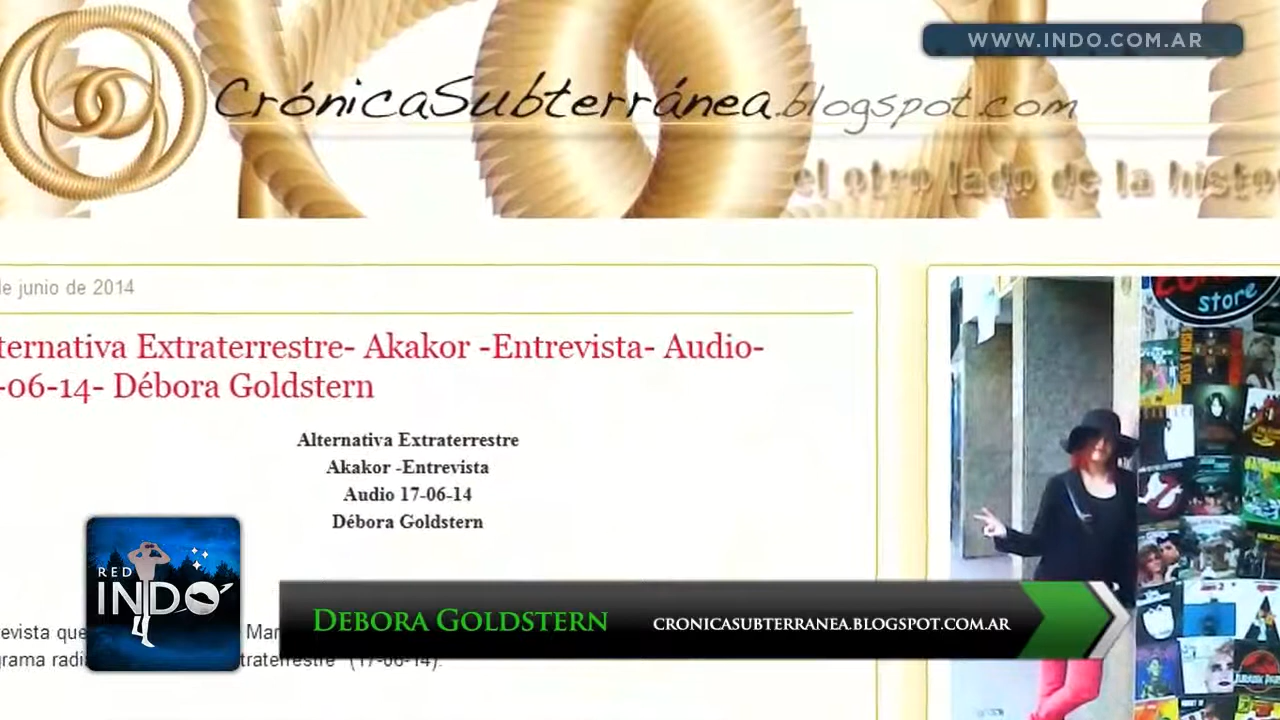 WWW.INDO.COM.AR
CrónicaSubterránea.blogspot.com
el otro lado de la histo
de junio de 2014
ternativa Extraterrestre- Akakor -Entrevista- Audio-
-06-14- Débora Goldstern
Alternativa Extraterrestre
Akakor -Entrevista
Audio 17-06-14
Débora Goldstern
store
RED
INDO
DEBORA GOLDSTERN
CRONICASUBTERRANEA.BLOGSPOT.COM.AR
evista que
Mar
grama radi
traterrestre" (17-06-14).